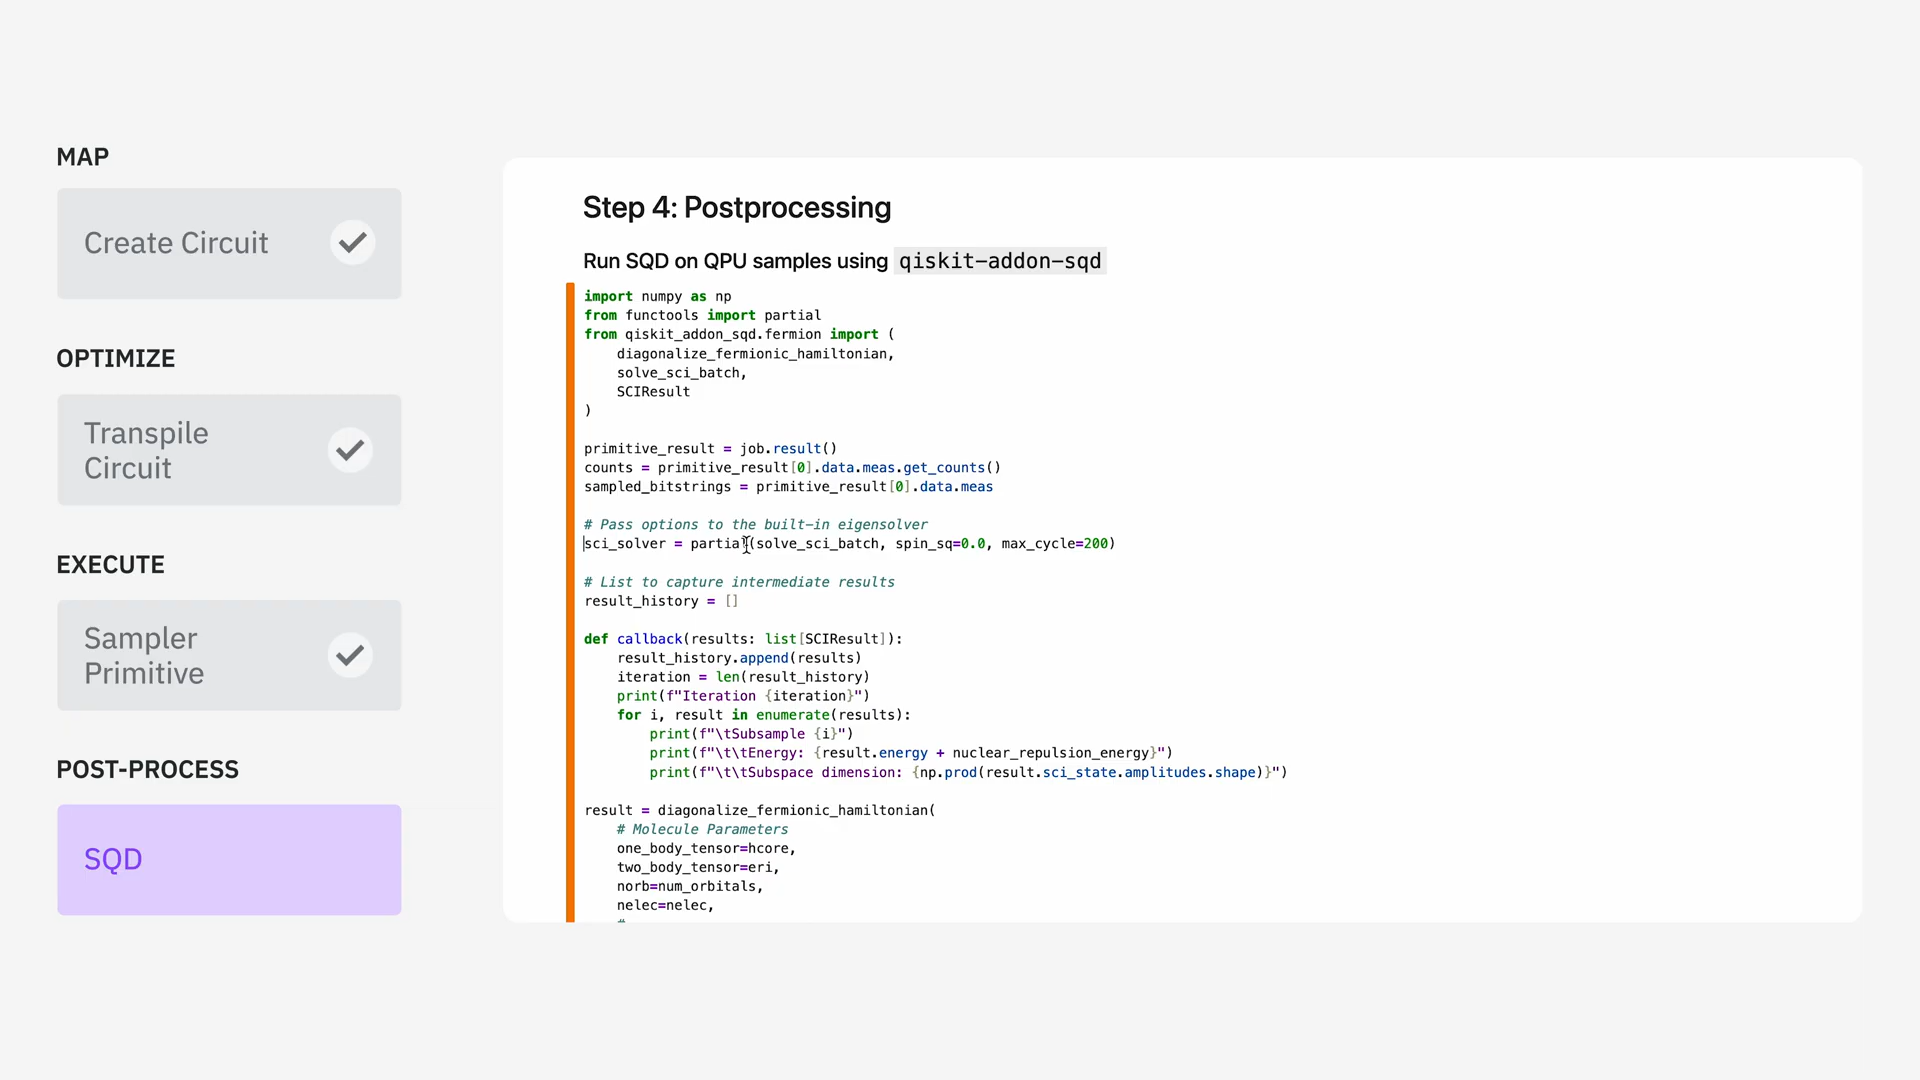 MAP
Create Circuit
OPTIMIZE
Transpile
Circuit
EXECUTE
Sampler
Primitive
POST-PROCESS
SQD
Step 4: Postprocessing
Run SQD on QPU samples using qiskit-addon-sqd
import numpy as np
from functools import partial
from qiskit_addon_sqd.fermion import (
    diagonalize_fermionic_hamiltonian,
    solve_sci_batch,
    SCIResult
)
primitive_result = job.result()
counts = primitive_result[0].data.meas.get_counts()
sampled_bitstrings = primitive_result[0].data.meas
# Pass options to the built-in eigensolver
sci_solver = partial(solve_sci_batch, spin_sq=0.0, max_cycle=200)
# List to capture intermediate results
result_history = []
def callback(results: list[SCIResult]):
    result_history.append(results)
    iteration = len(result_history)
    print(f"Iteration {iteration}")
    for i, result in enumerate(results):
        print(f"\tSubsample {i}")
        print(f"\t\tEnergy: {result.energy + nuclear_repulsion_energy}")
        print(f"\t\tSubspace dimension: {np.prod(result.sci_state.amplitudes.shape)}")
result = diagonalize_fermionic_hamiltonian(
    # Molecule Parameters
    one_body_tensor=hcore,
    two_body_tensor=eri,
    norb=num_orbitals,
    nelec=nelec,